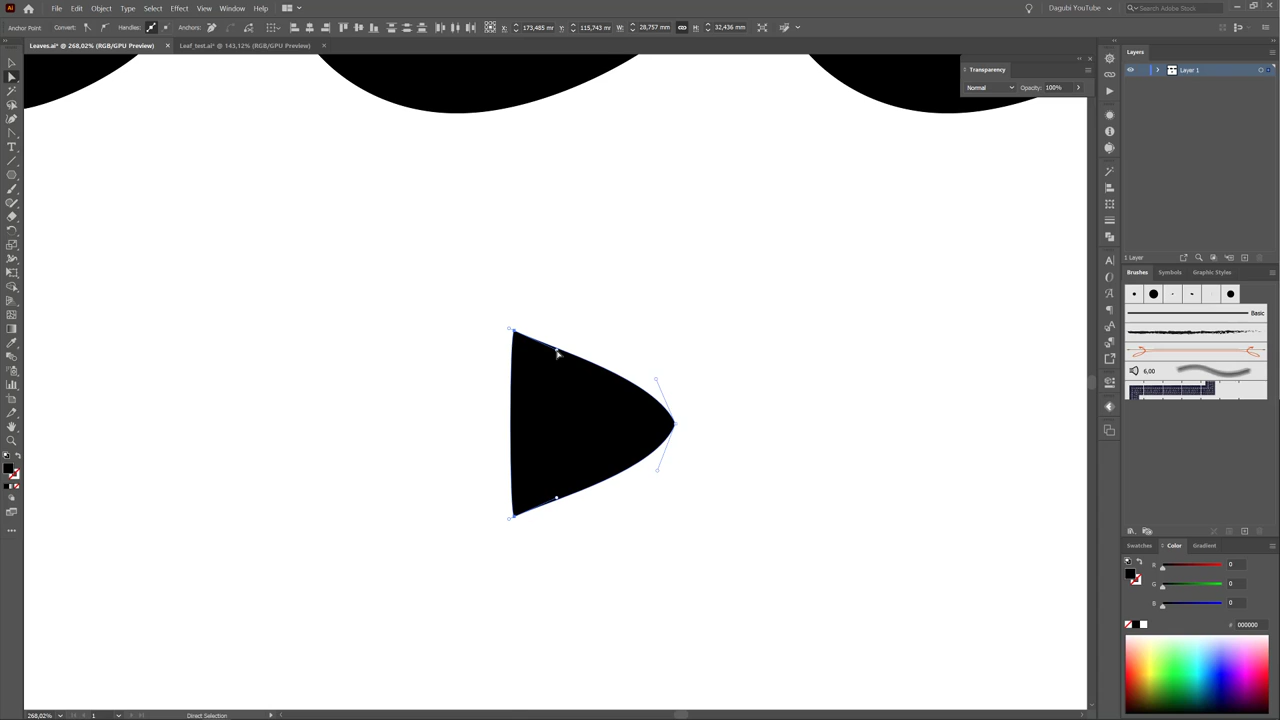 Ai File Edit Object Type Select Effect View Window Help Dagubi YouTube Search Adobe Stock
Anchor Point Convert: Handles: Anchors: X: 173,485 mm Y: 115,743 mm W: 28,757 mm H: 32,436 mm
Leaves.ai* @ 268,02% (RGB/GPU Preview) × Leaf_test.ai* @ 143,12% (RGB/GPU Preview) ×
Layers
Transparency
Layer 1
Normal Opacity: 100%
1 Layer
Brushes Symbols Graphic Styles
Basic
6,00
Swatches Color Gradient
R 0
G 0
B 0
# 000000
268,02% 1 Direct Selection